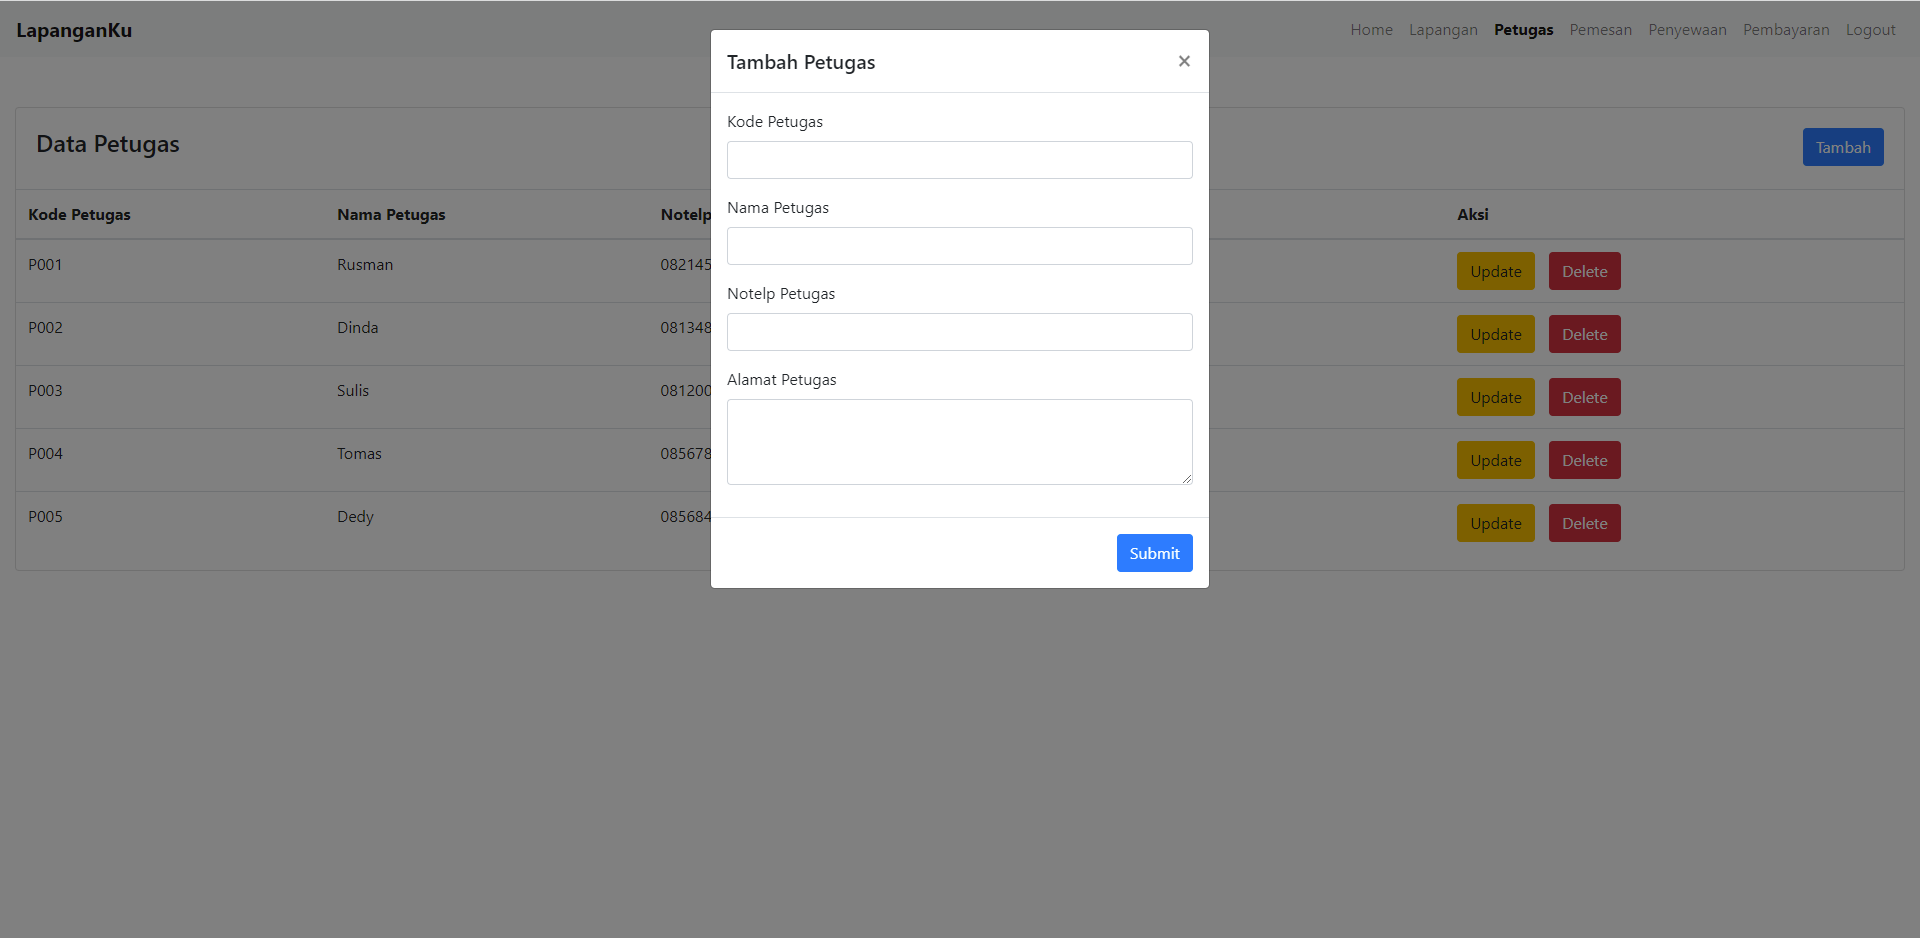 LapanganKu Home Lapangan Petugas Pemesan Penyewaan Pembayaran Logout
Tambah Petugas ×
Data Petugas Tambah
Kode Petugas Nama Petugas Notelp Aksi
P001 Rusman 082145 Update Delete
P002 Dinda 081348 Update Delete
P003 Sulis 081200 Update Delete
P004 Tomas 085678 Update Delete
P005 Dedy 085684 Update Delete
Kode Petugas
Nama Petugas
Notelp Petugas
Alamat Petugas
Submit